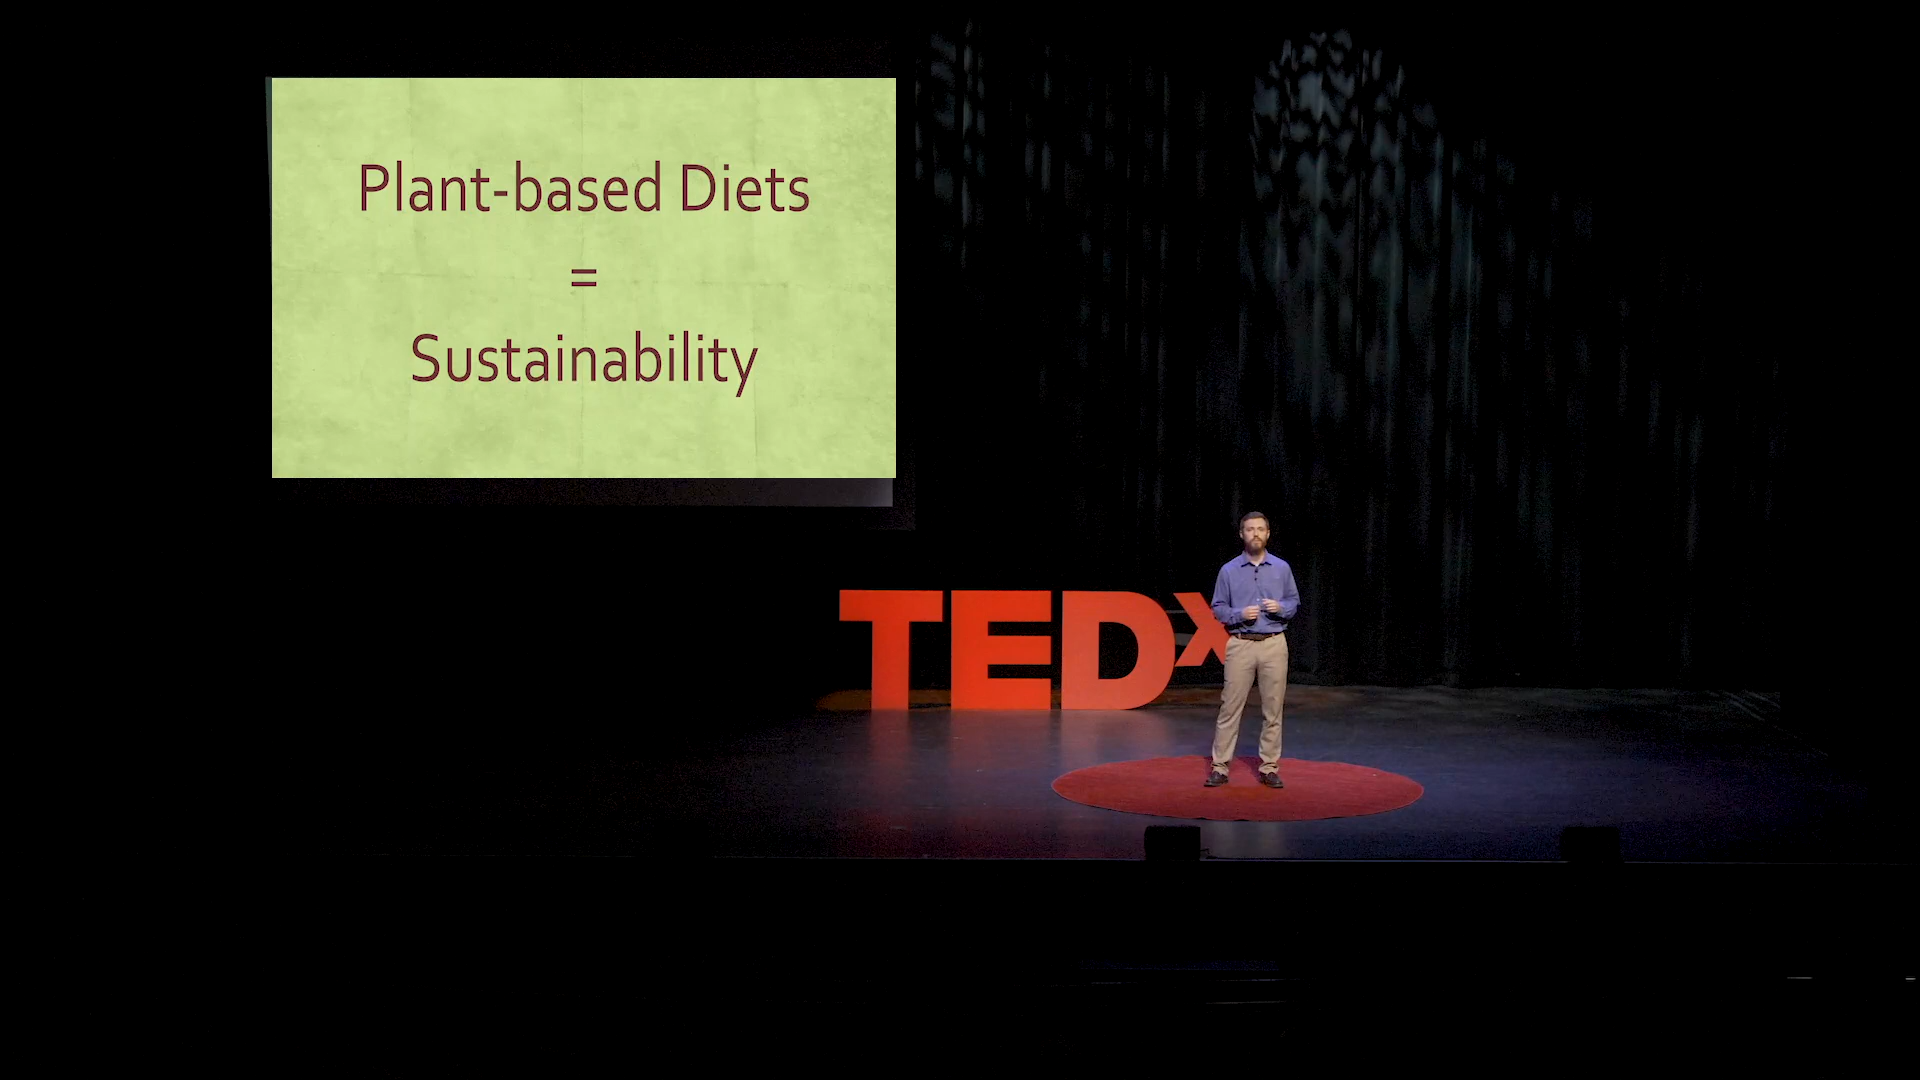 Plant-based Diets
=
Sustainability
TEDx